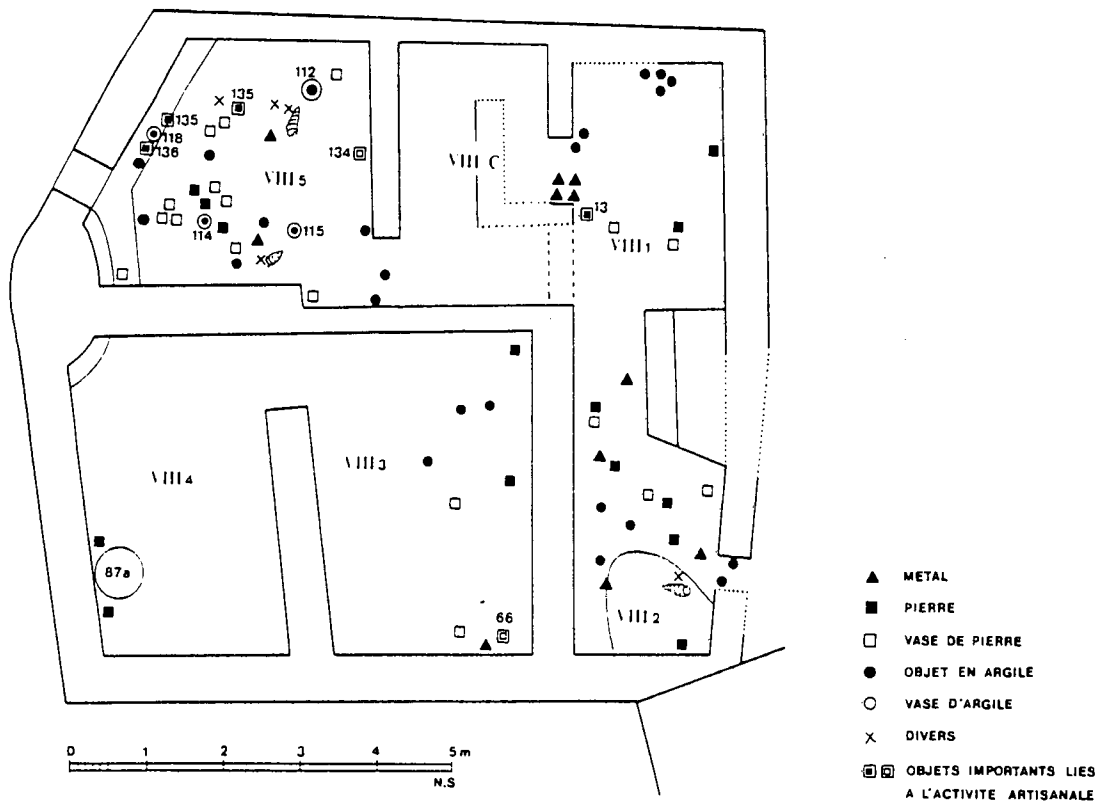 112
135
135
118
136
134
VIII 5
VIII C
13
VIII 1
114
115
VIII 4
VIII 3
87a
66
VIII 2
0 1 2 3 4 5 m
N.S
METAL
PIERRE
VASE DE PIERRE
OBJET EN ARGILE
VASE D'ARGILE
DIVERS
OBJETS IMPORTANTS LIES
A L'ACTIVITE ARTISANALE